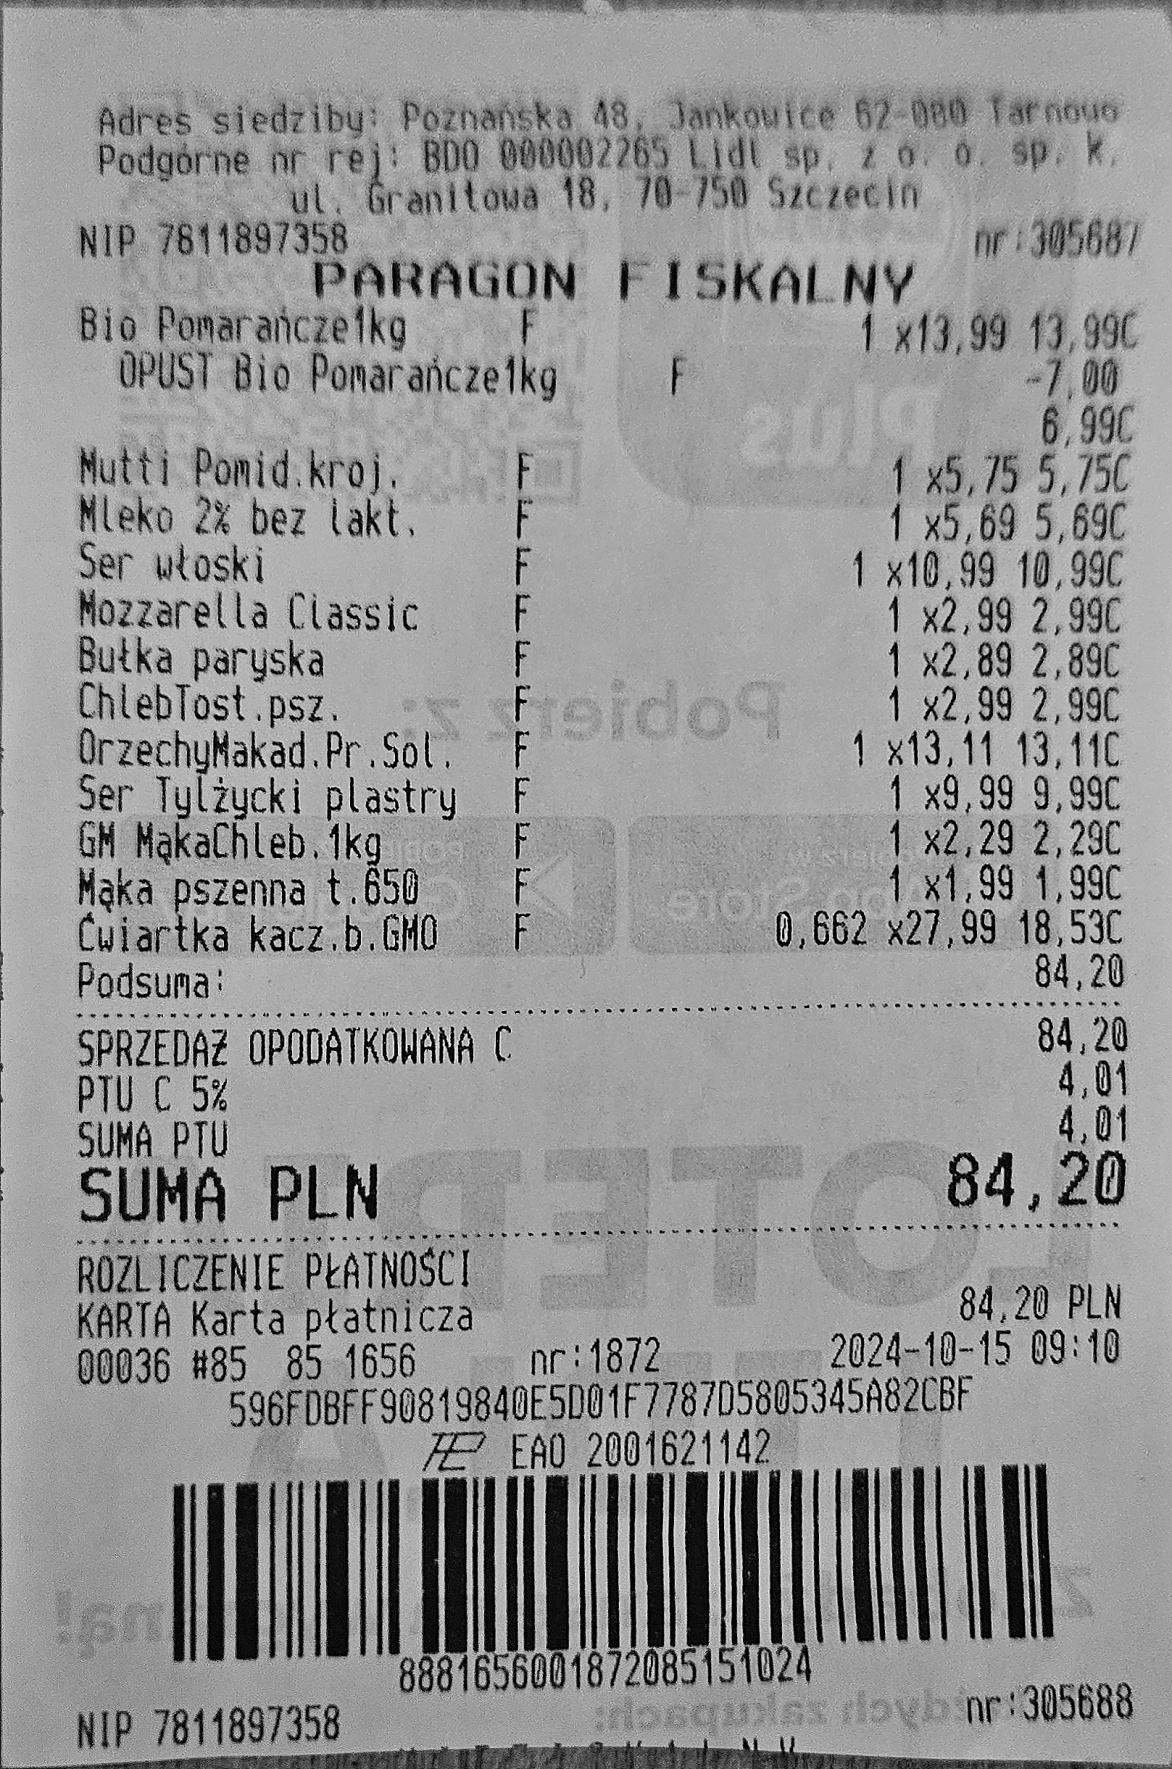 Adres siedziby: Poznańska 48, Jankowice 62-080 Tarnowo
Podgórne nr rej: BDO 000002265 Lidl sp. z o. o. sp. k.
ul. Granitowa 18, 70-750 Szczecin
NIP 7811897358 nr:305687
PARAGON FISKALNY
Bio Pomarańcze1kg F 1 x13,99 13,99C
OPUST Bio Pomarańcze1kg F -7,00
6,99C
Mutti Pomid.kroj. F 1 x5,75 5,75C
Mleko 2% bez lakt. F 1 x5,69 5,69C
Ser włoski F 1 x10,99 10,99C
Mozzarella Classic F 1 x2,99 2,99C
Bułka paryska F 1 x2,89 2,89C
ChlebTost.psz. F 1 x2,99 2,99C
OrzechyMakad.Pr.Sol. F 1 x13,11 13,11C
Ser Tylżycki plastry F 1 x9,99 9,99C
GM MąkaChleb.1kg F 1 x2,29 2,29C
Mąka pszenna t.650 F 1 x1,99 1,99C
Ćwiartka kacz.b.GMO F 0,662 x27,99 18,53C
Podsuma: 84,20
SPRZEDAŻ OPODATKOWANA C 84,20
PTU C 5% 4,01
SUMA PTU 4,01
SUMA PLN 84,20
ROZLICZENIE PŁATNOŚCI
KARTA Karta płatnicza 84,20 PLN
00036 #85 85 1656 nr:1872 2024-10-15 09:10
596FDBFF90819840E5D01F7787D5805345A82CBF
EAO 2001621142
8881656001872085151024
NIP 7811897358 nr:305688